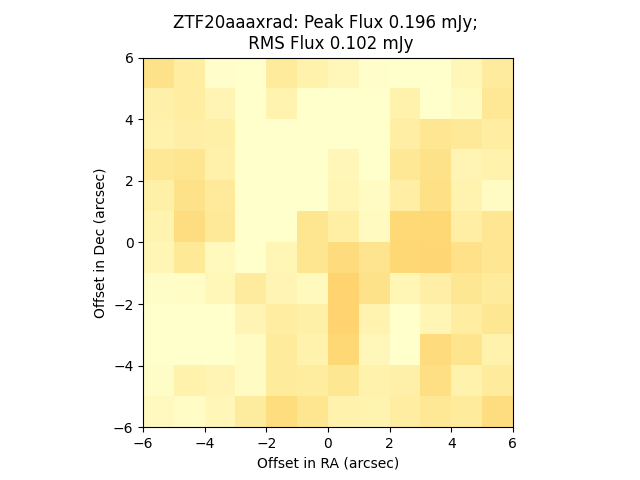 ZTF20aaaxrad: Peak Flux 0.196 mJy;
RMS Flux 0.102 mJy
6
4
2
0
−2
−4
−6
Offset in Dec (arcsec)
−6 −4 −2 0 2 4 6
Offset in RA (arcsec)